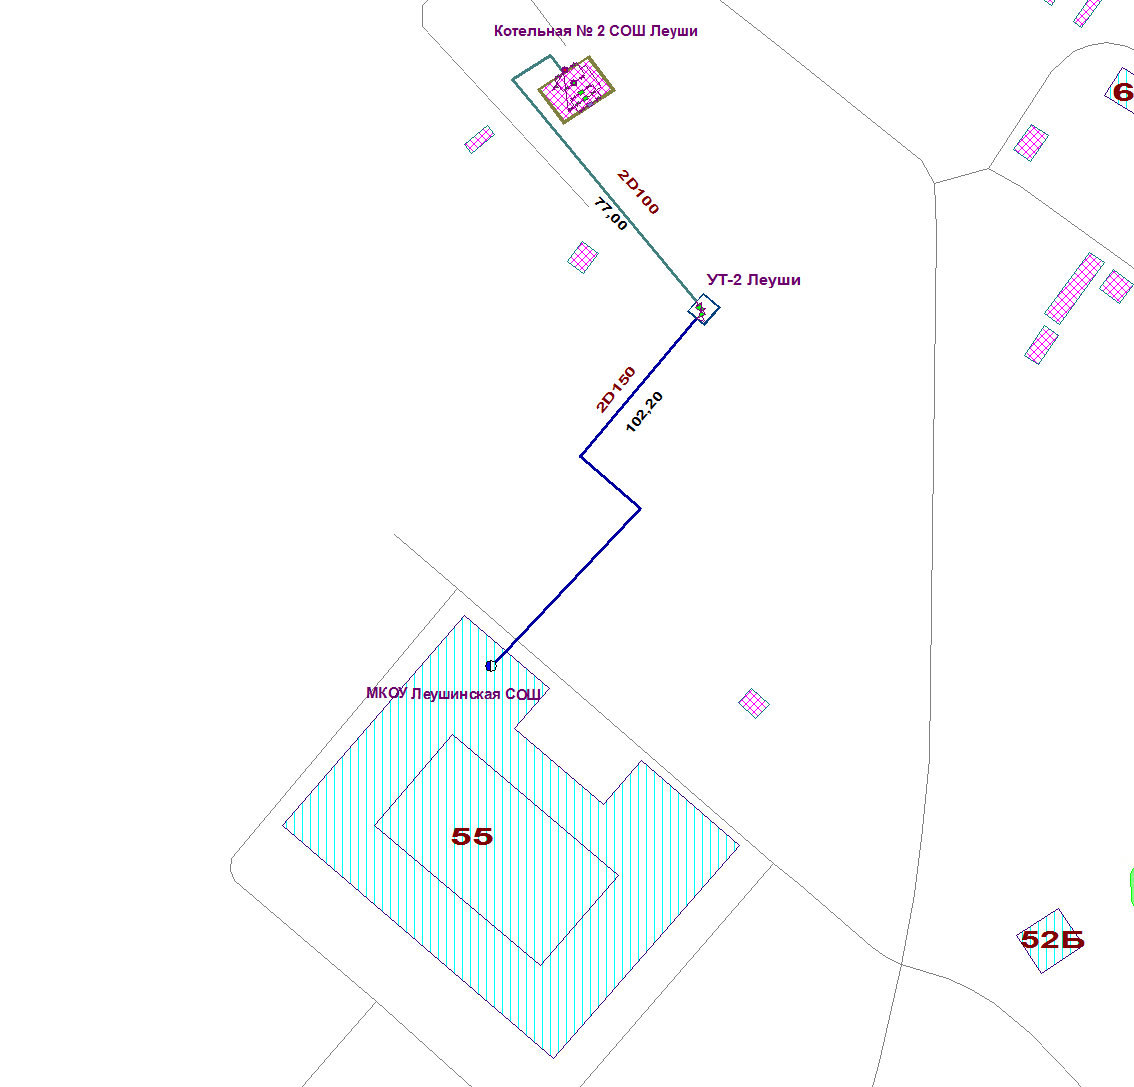 Котельная № 2 СОШ Леуши
6
2D100
77,00
УТ-2 Леуши
2D150
102,20
МКОУ Леушинская СОШ
55
52Б